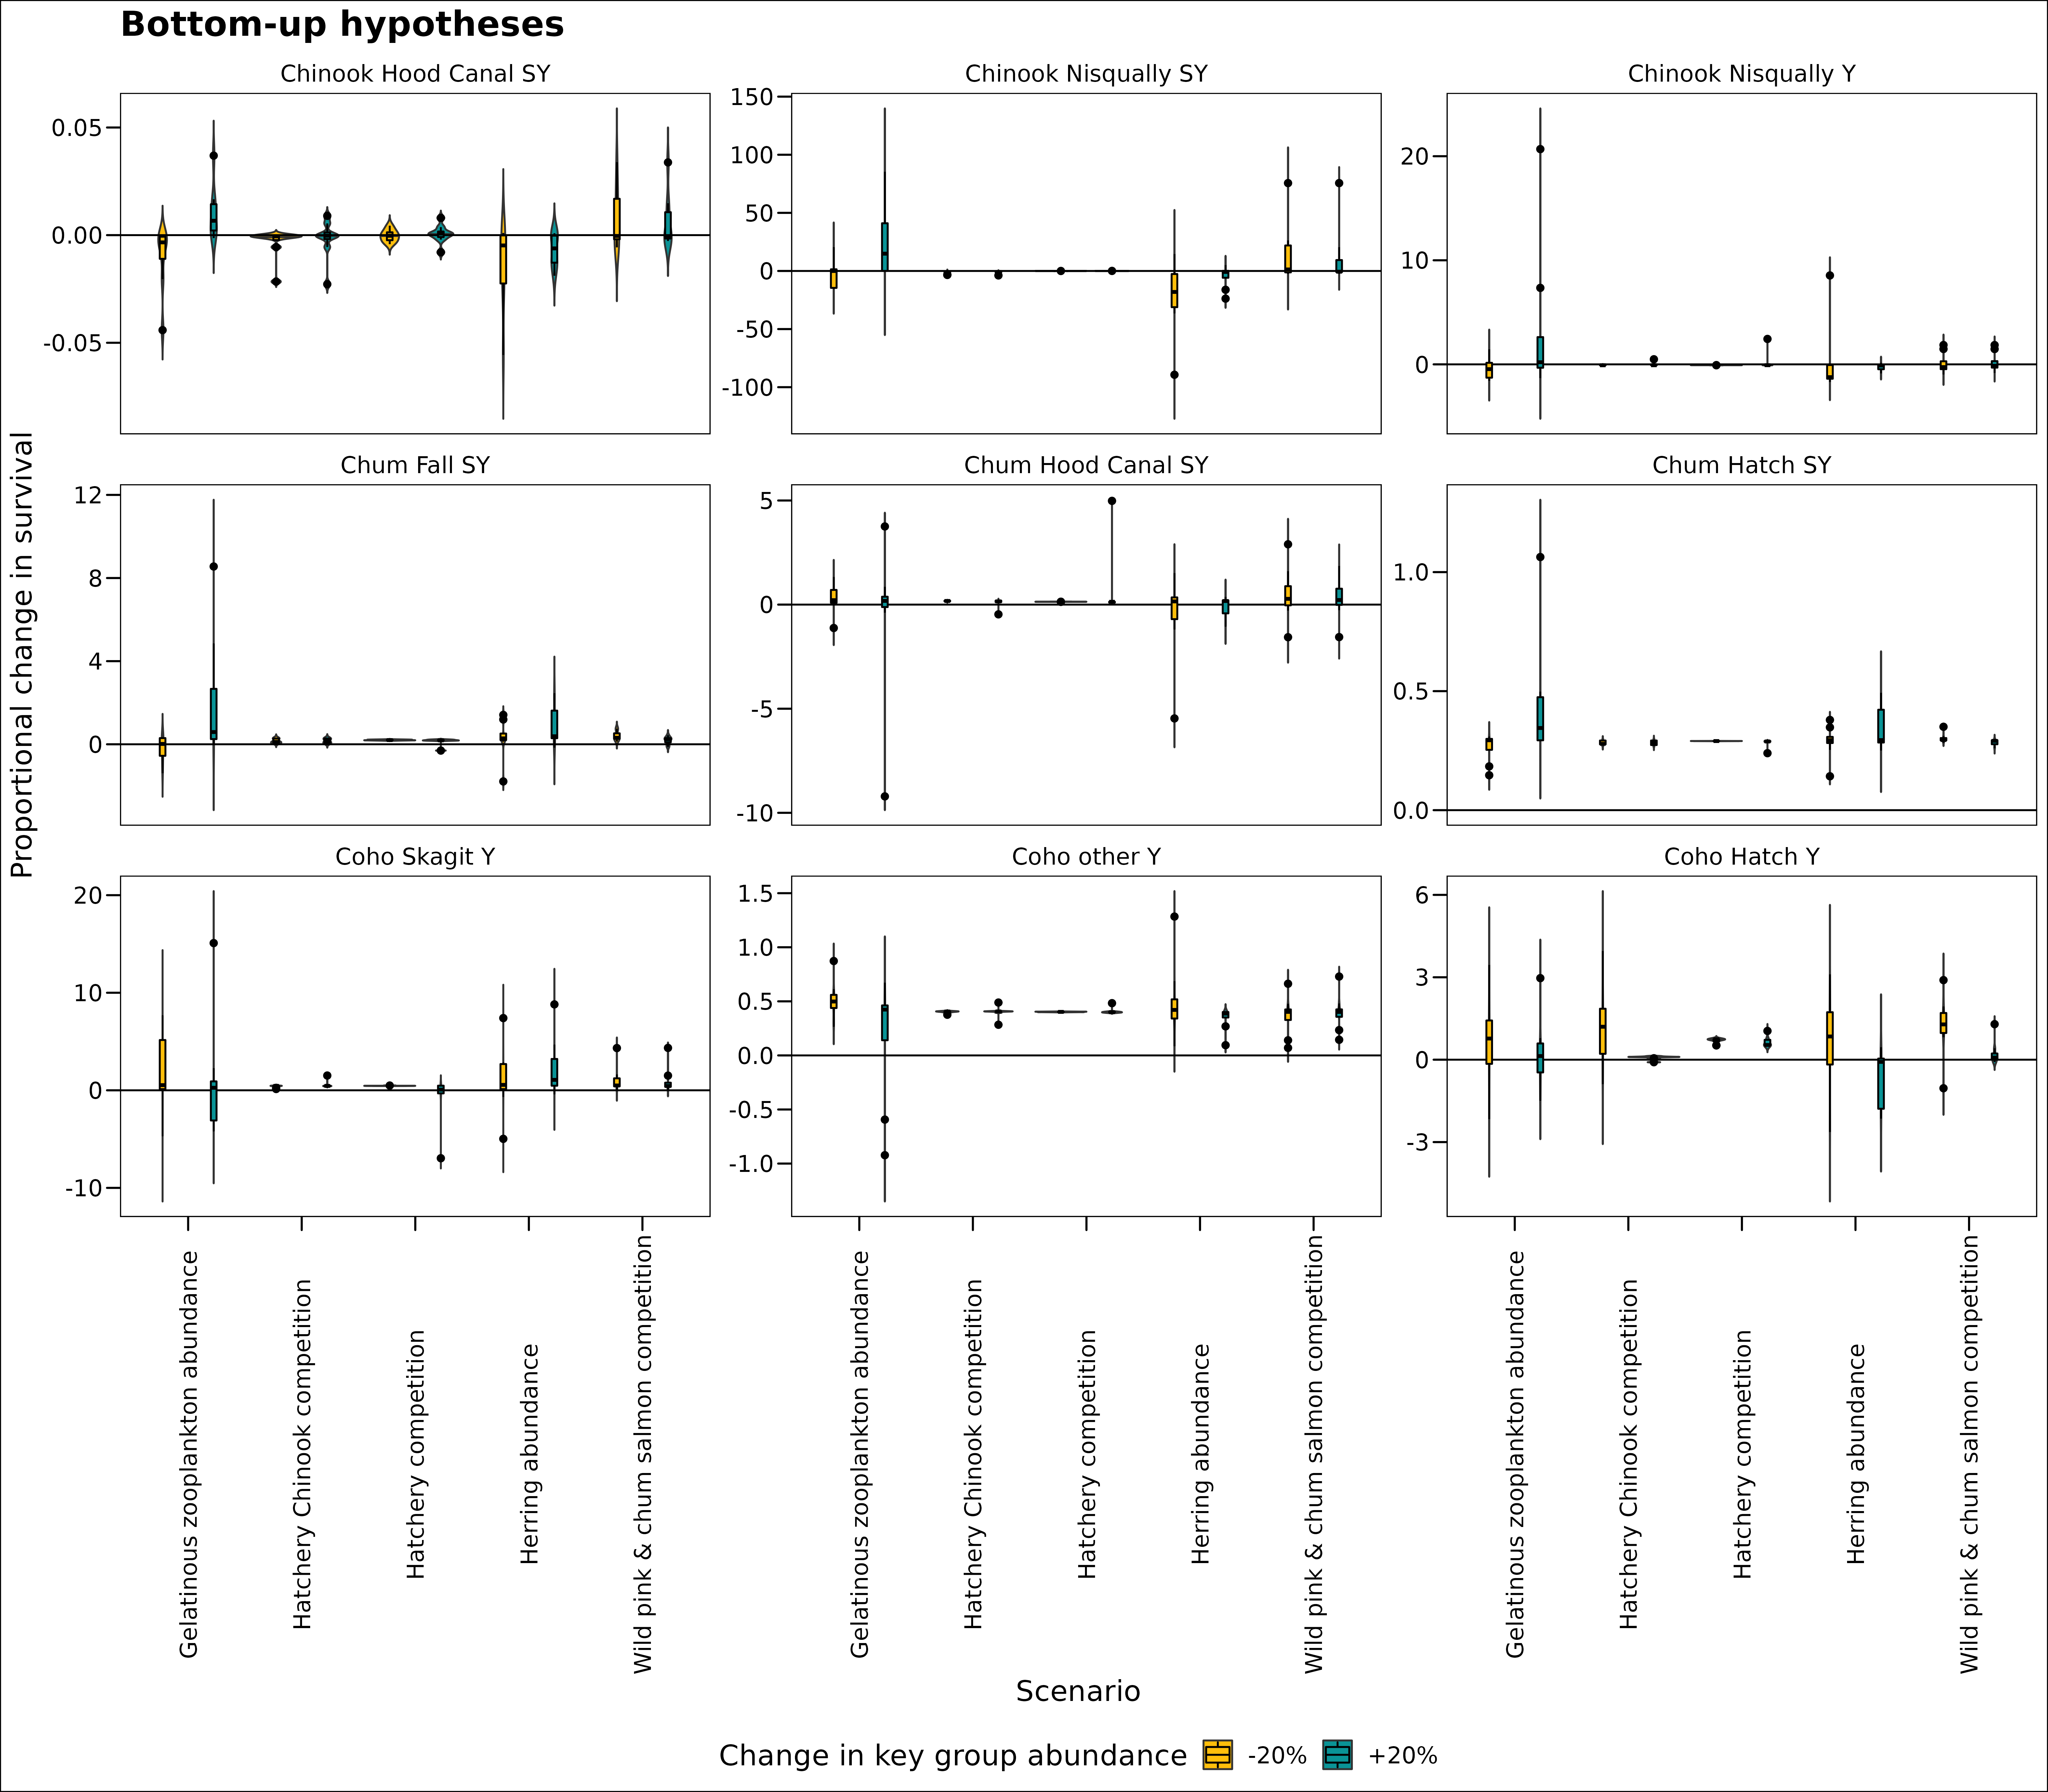 Bottom-up hypotheses
Chinook Hood Canal SY
Chinook Nisqually SY
Chinook Nisqually Y
0.05
0.00
-0.05
150
100
50
0
-50
-100
20
10
0
Chum Fall SY
Chum Hood Canal SY
Chum Hatch SY
12
8
4
0
5
0
-5
-10
1.0
0.5
0.0
Coho Skagit Y
Coho other Y
Coho Hatch Y
20
10
0
-10
1.5
1.0
0.5
0.0
-0.5
-1.0
6
3
0
-3
Proportional change in survival
Gelatinous zooplankton abundance
Hatchery Chinook competition
Hatchery competition
Herring abundance
Wild pink & chum salmon competition
Gelatinous zooplankton abundance
Hatchery Chinook competition
Hatchery competition
Herring abundance
Wild pink & chum salmon competition
Gelatinous zooplankton abundance
Hatchery Chinook competition
Hatchery competition
Herring abundance
Wild pink & chum salmon competition
Scenario
Change in key group abundance -20% +20%